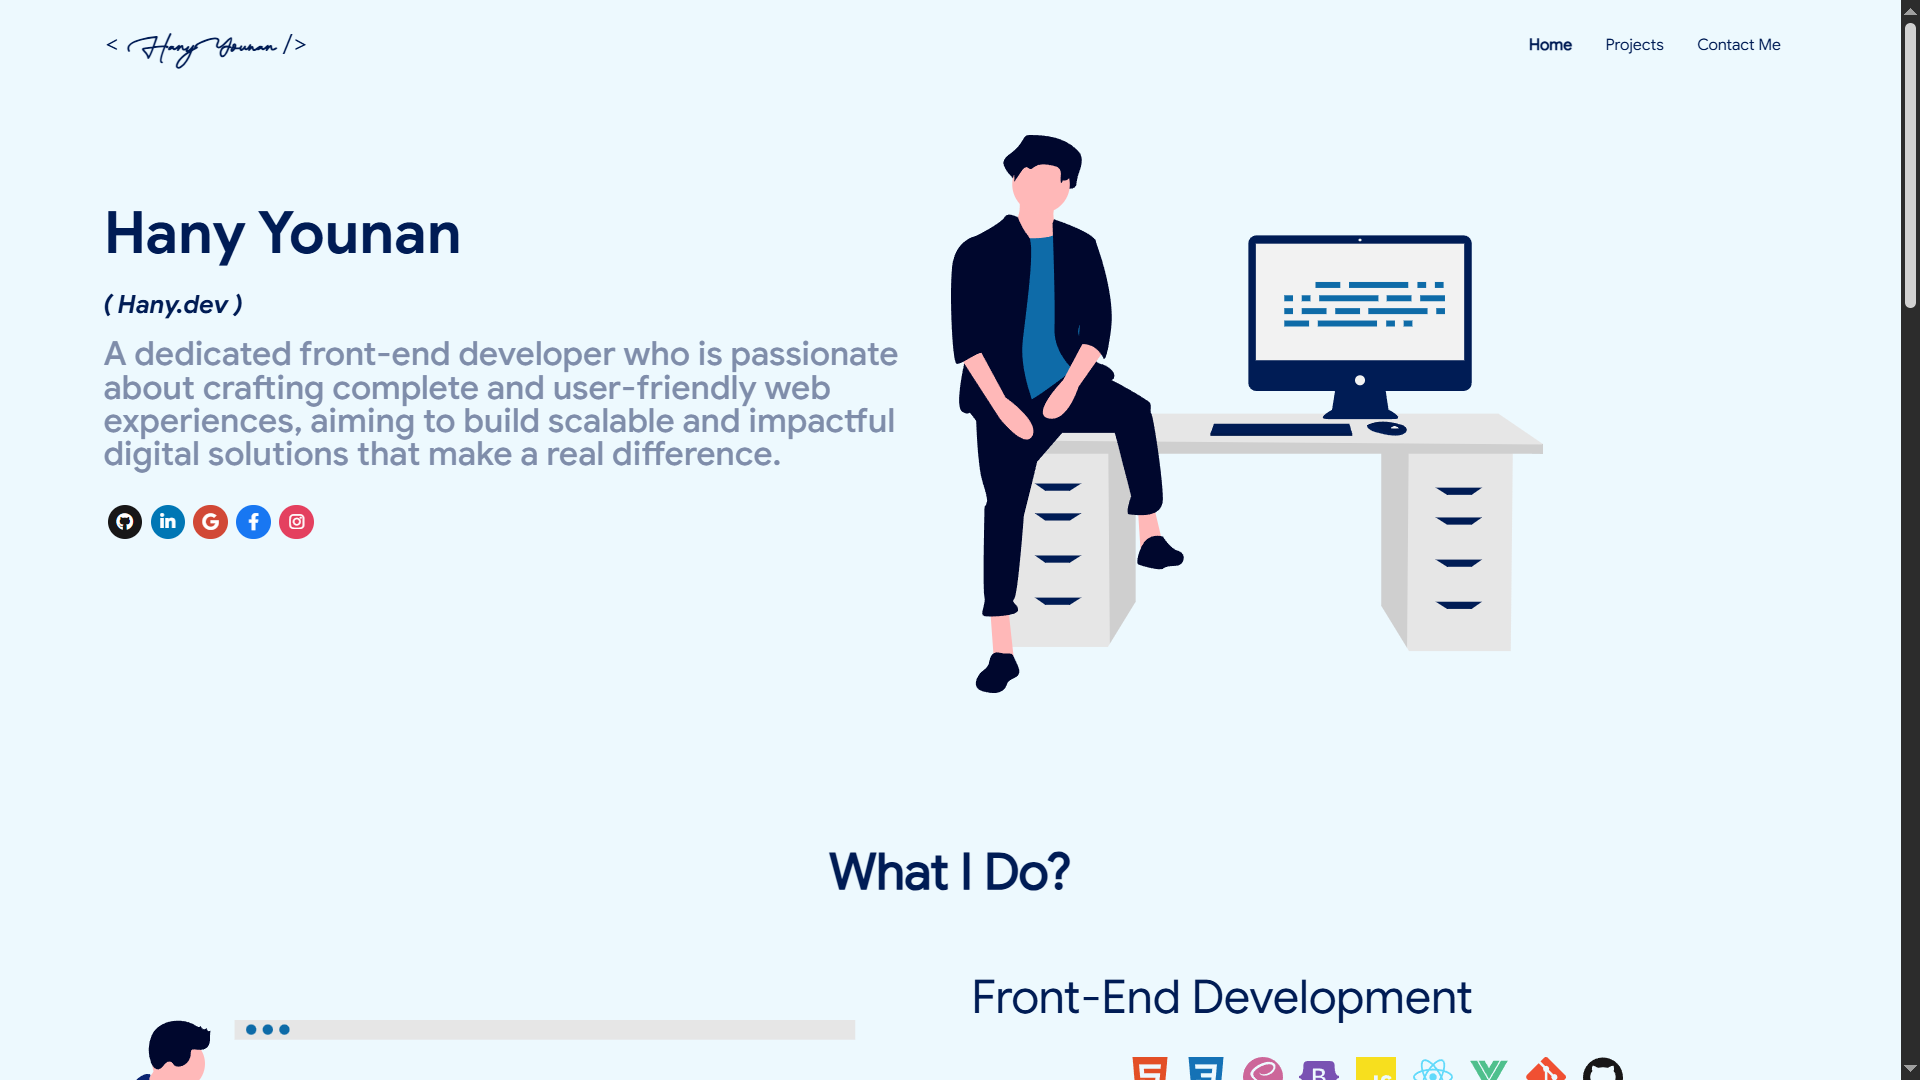 < Hany Younan />
Home
Projects
Contact Me
Hany Younan
( Hany.dev )
A dedicated front-end developer who is passionate
about crafting complete and user-friendly web
experiences, aiming to build scalable and impactful
digital solutions that make a real difference.
in
G
f
What I Do?
Front-End Development
B
JS